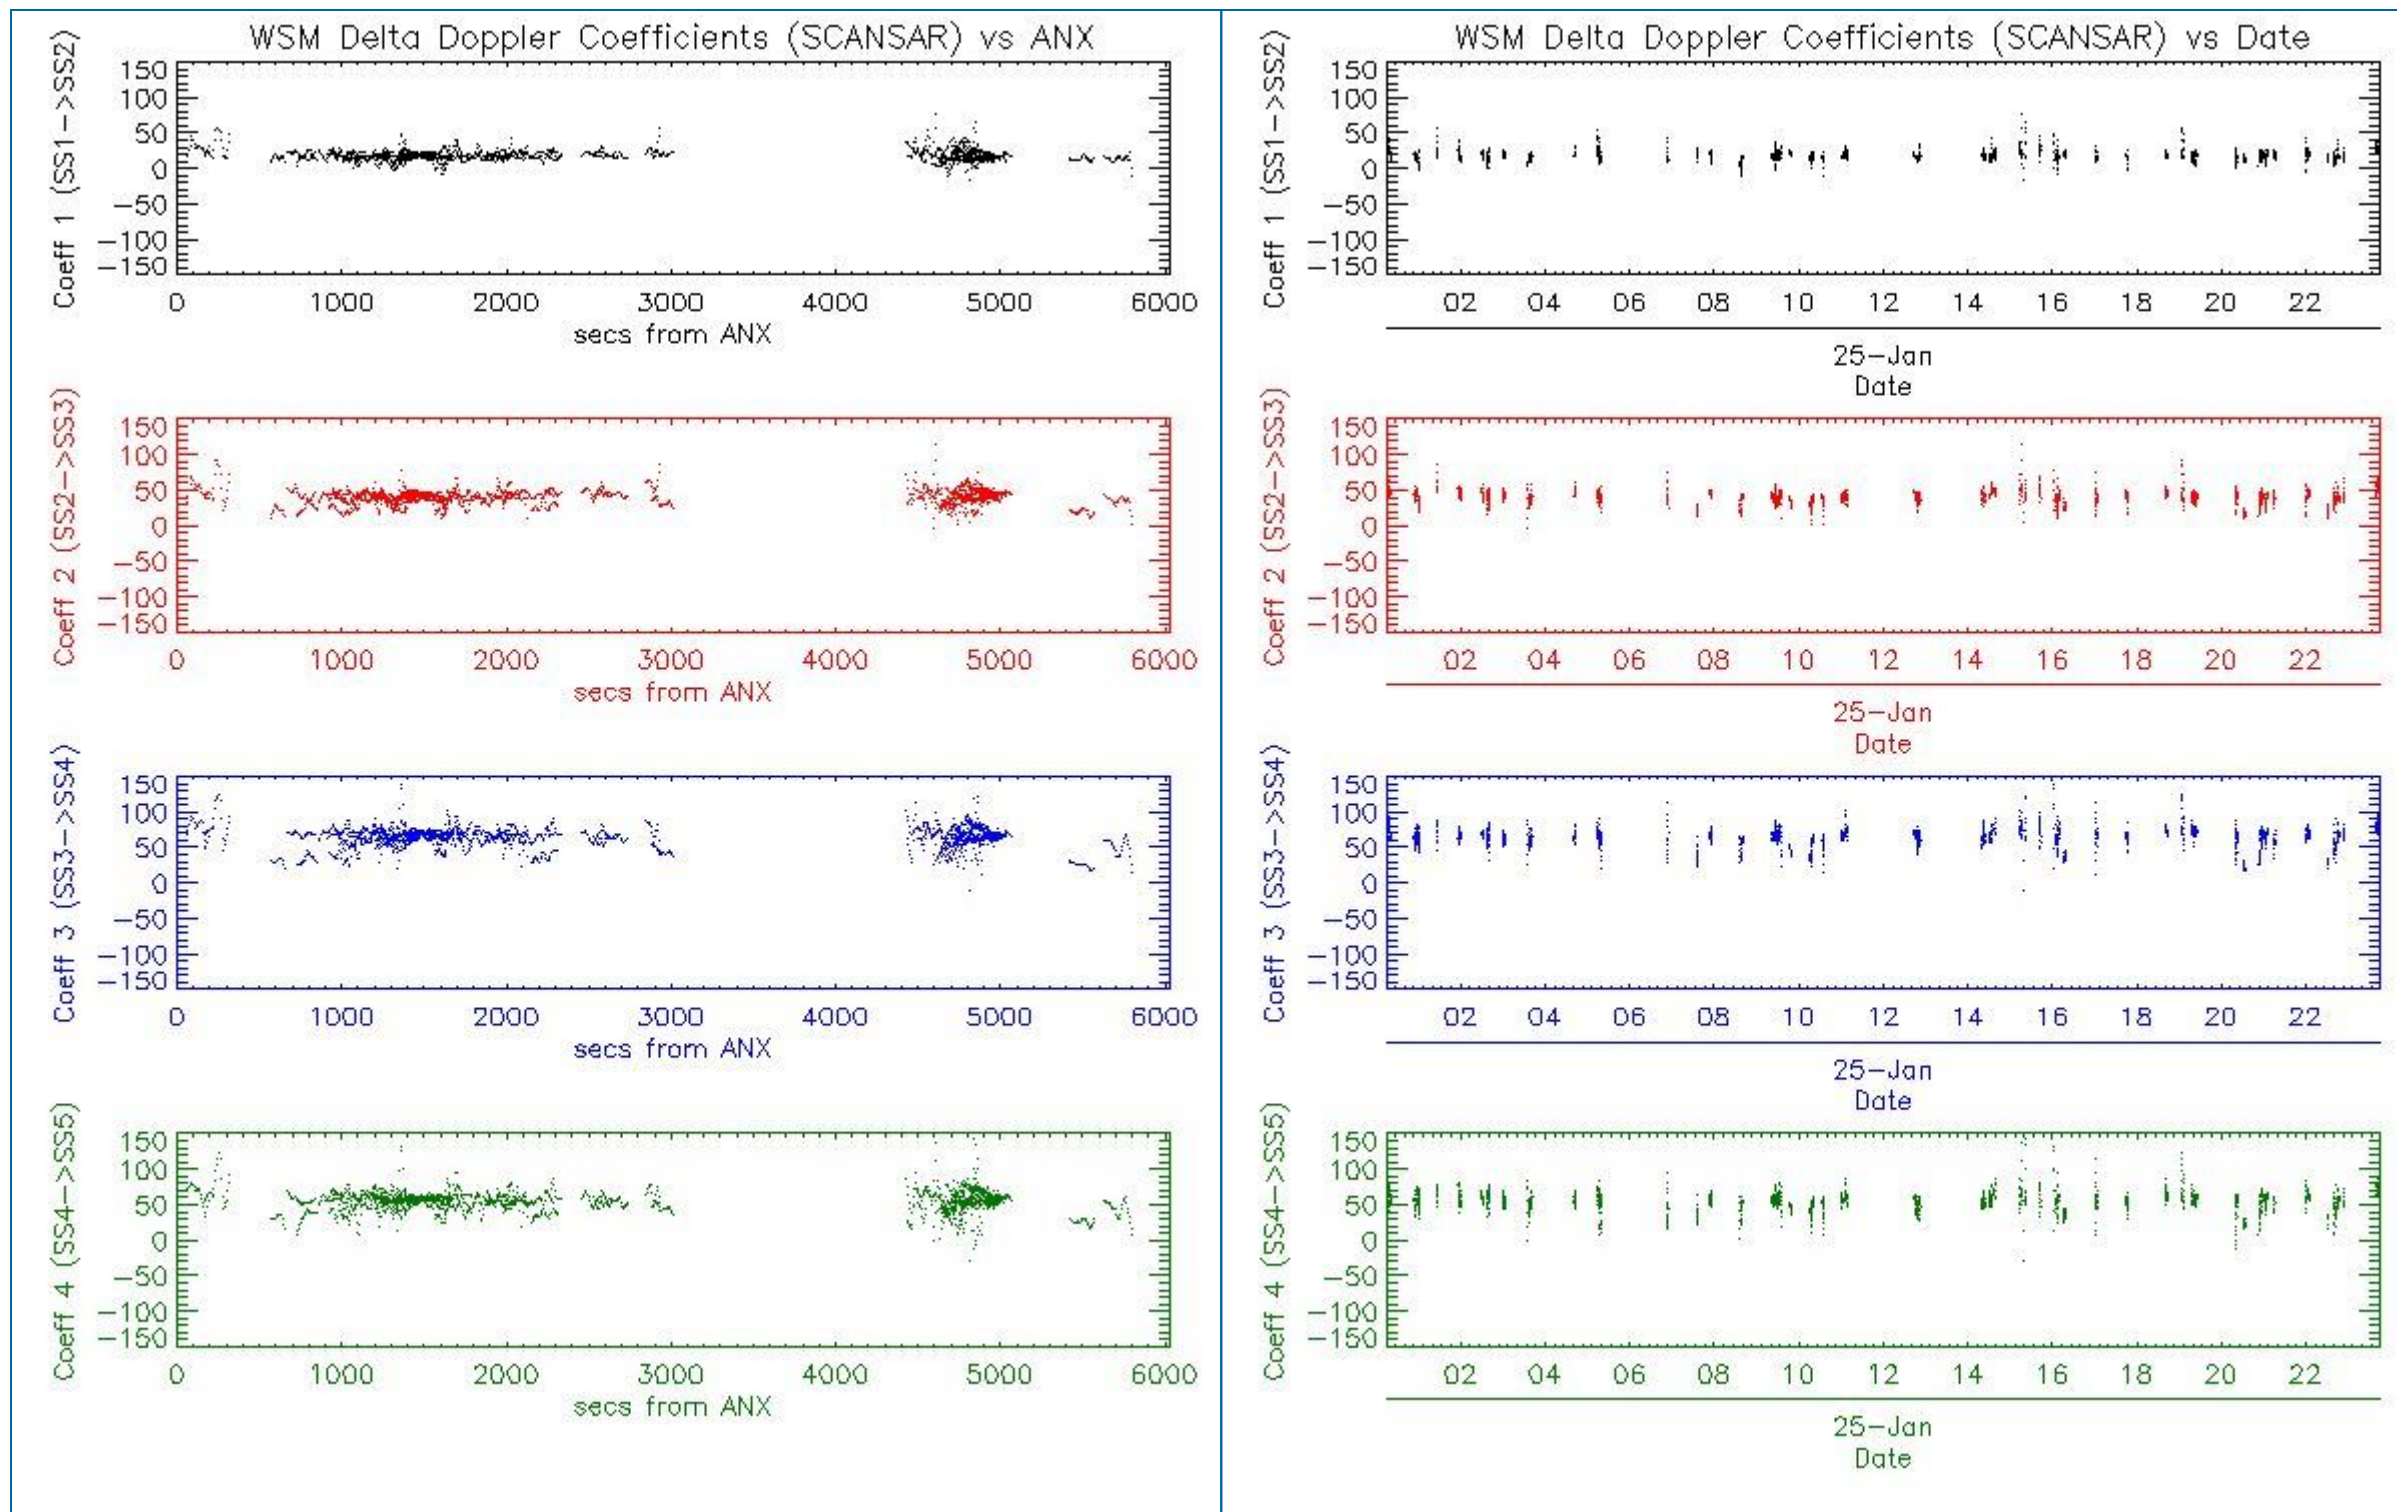 WSM Delta Doppler Coefficients (SCANSAR) vs ANX
Coeff 1 (SS1->SS2)
150
100
50
0
-50
-100
-150
0 1000 2000 3000 4000 5000 6000
secs from ANX
Coeff 2 (SS2->SS3)
150
100
50
0
-50
-100
-150
0 1000 2000 3000 4000 5000 6000
secs from ANX
Coeff 3 (SS3->SS4)
150
100
50
0
-50
-100
-150
0 1000 2000 3000 4000 5000 6000
secs from ANX
Coeff 4 (SS4->SS5)
150
100
50
0
-50
-100
-150
0 1000 2000 3000 4000 5000 6000
secs from ANX
WSM Delta Doppler Coefficients (SCANSAR) vs Date
Coeff 1 (SS1->SS2)
150
100
50
0
-50
-100
-150
02 04 06 08 10 12 14 16 18 20 22
25-Jan
Date
Coeff 2 (SS2->SS3)
150
100
50
0
-50
-100
-150
02 04 06 08 10 12 14 16 18 20 22
25-Jan
Date
Coeff 3 (SS3->SS4)
150
100
50
0
-50
-100
-150
02 04 06 08 10 12 14 16 18 20 22
25-Jan
Date
Coeff 4 (SS4->SS5)
150
100
50
0
-50
-100
-150
02 04 06 08 10 12 14 16 18 20 22
25-Jan
Date